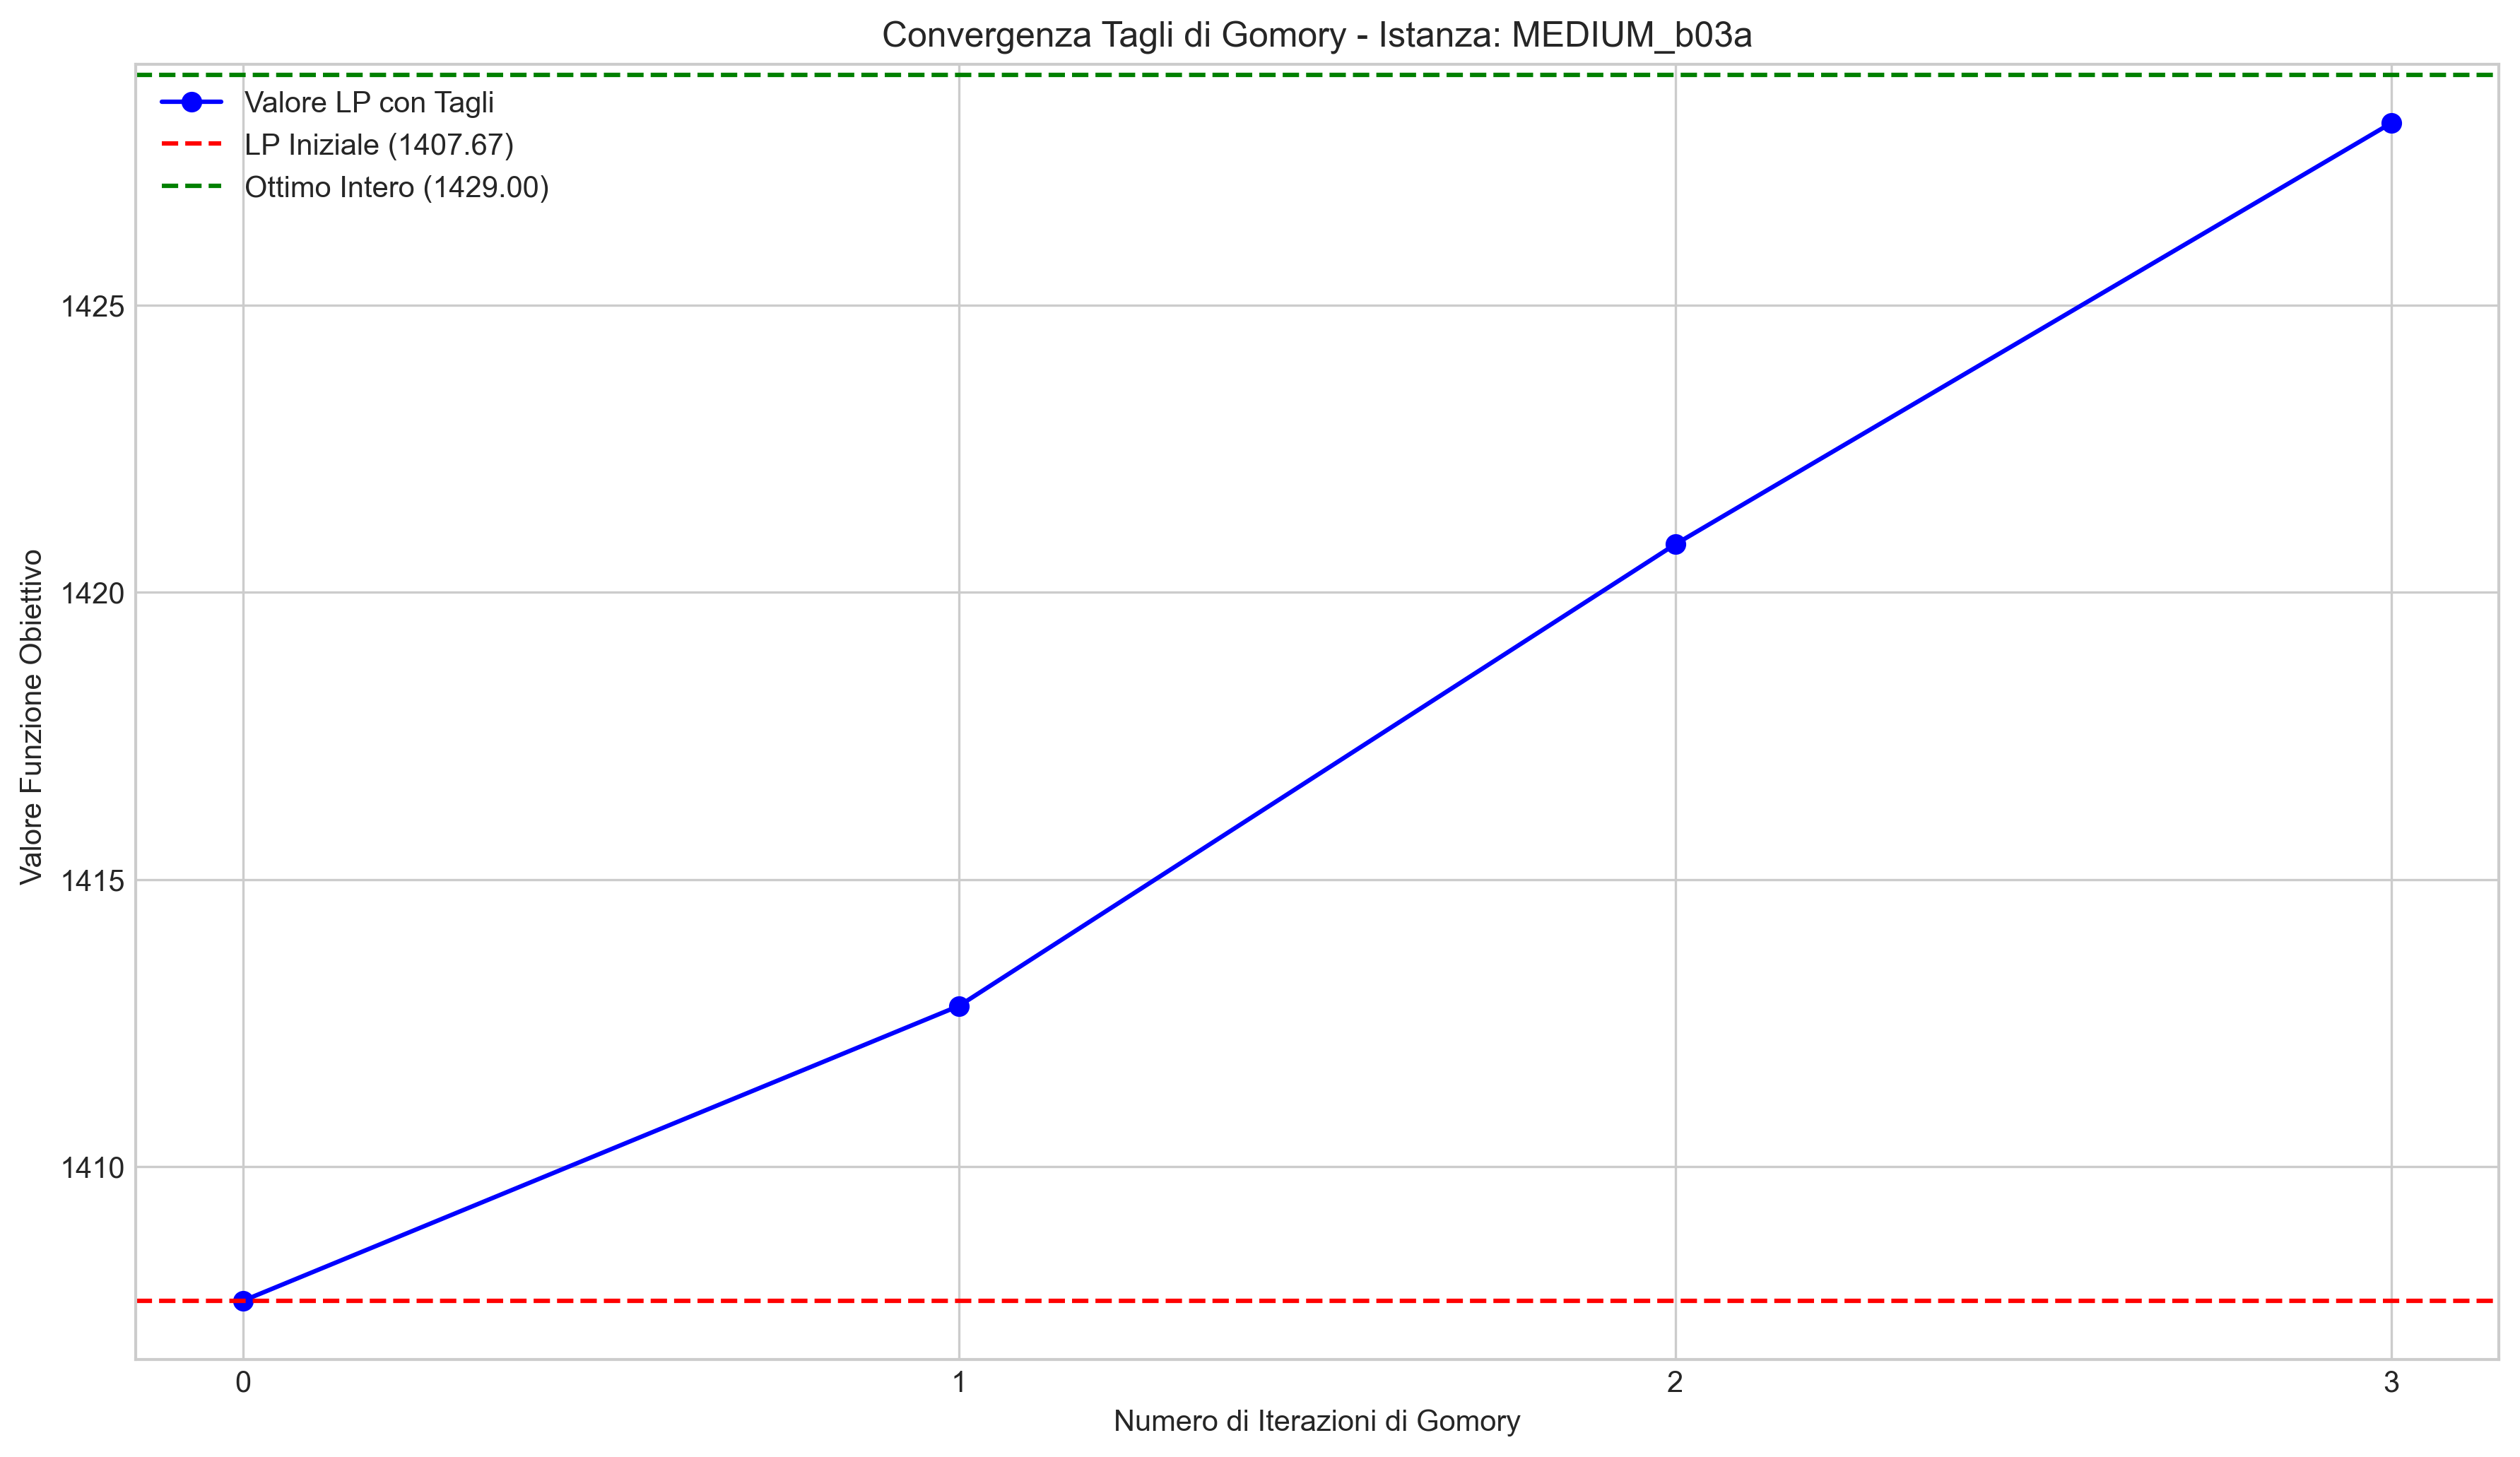 Convergenza Tagli di Gomory - Istanza: MEDIUM_b03a
Valore LP con Tagli
LP Iniziale (1407.67)
Ottimo Intero (1429.00)
1425
1420
1415
1410
Valore Funzione Obiettivo
0 1 2 3
Numero di Iterazioni di Gomory